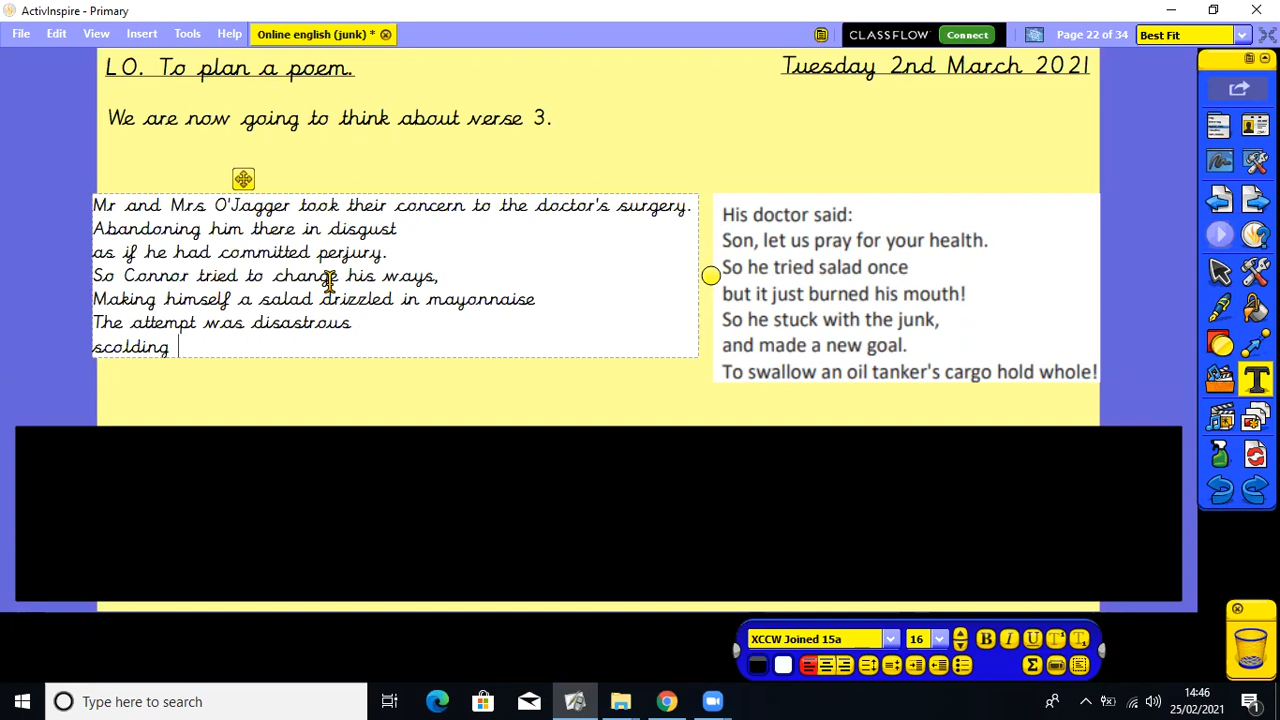 ActivInspire - Primary
File Edit View Insert Tools Help Online english (junk) * CLASSFLOW Connect Page 22 of 34 Best Fit
LO. To plan a poem. Tuesday 2nd March 2021
We are now going to think about verse 3.
Mr and Mrs O'Jagger took their concern to the doctor's surgery.
Abandoning him there in disgust
as if he had committed perjury.
So Connor tried to change his ways,
Making himself a salad drizzled in mayonnaise
The attempt was disastrous
scolding
His doctor said:
Son, let us pray for your health.
So he tried salad once
but it just burned his mouth!
So he stuck with the junk,
and made a new goal.
To swallow an oil tanker's cargo hold whole!
XCCW Joined 15a 16 B I U
Type here to search
14:46
25/02/2021